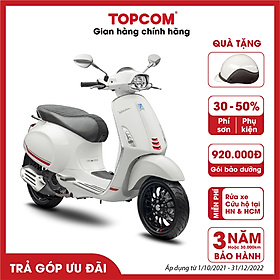 TOPCOM
Gian hàng chính hãng
QUÀ TẶNG
30-50%
Phí sơn
Phụ kiện
920.000Đ
Gói bảo dưỡng
MIỄN PHÍ
Rửa xe
Cứu hộ tại
HN & HCM
3 NĂM
Hoặc 30.000km
BẢO HÀNH
TRẢ GÓP ƯU ĐÃI
Áp dụng từ 1/10/2021 - 31/12/2022